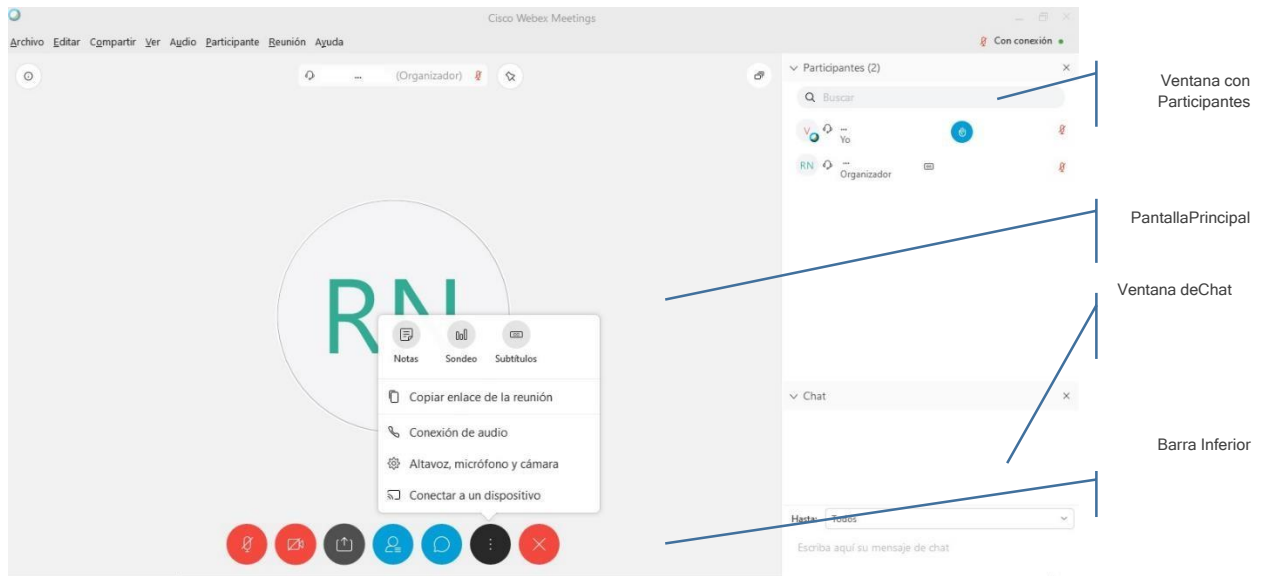 Cisco Webex Meetings
Archivo Editar Compartir Ver Audio Participante Reunión Ayuda
Con conexión
... (Organizador)
Participantes (2)
Buscar
V ...
Yo
RN ...
Organizador
Ventana con
Participantes
PantallaPrincipal
Ventana deChat
RN
Notas Sondeo Subtítulos
Copiar enlace de la reunión
Conexión de audio
Altavoz, micrófono y cámara
Conectar a un dispositivo
Chat
Barra Inferior
Hasta: Todos
Escriba aquí su mensaje de chat